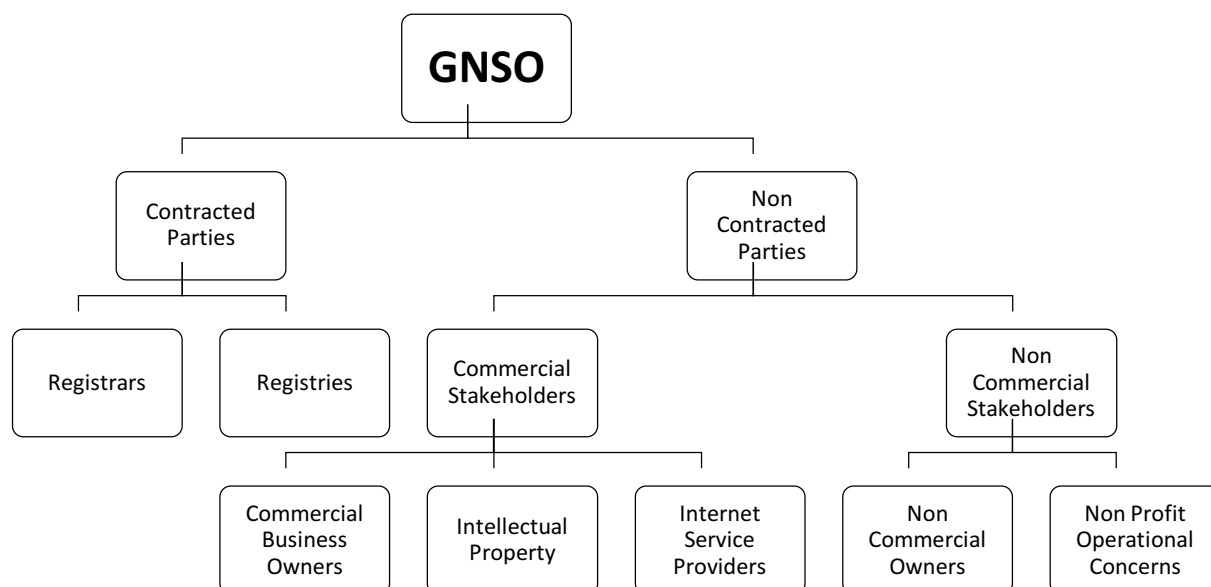 GNSO
Contracted
Parties
Non
Contracted
Parties
Registrars
Registries
Commercial
Stakeholders
Non
Commercial
Stakeholders
Commercial
Business
Owners
Intellectual
Property
Internet
Service
Providers
Non
Commercial
Owners
Non Profit
Operational
Concerns